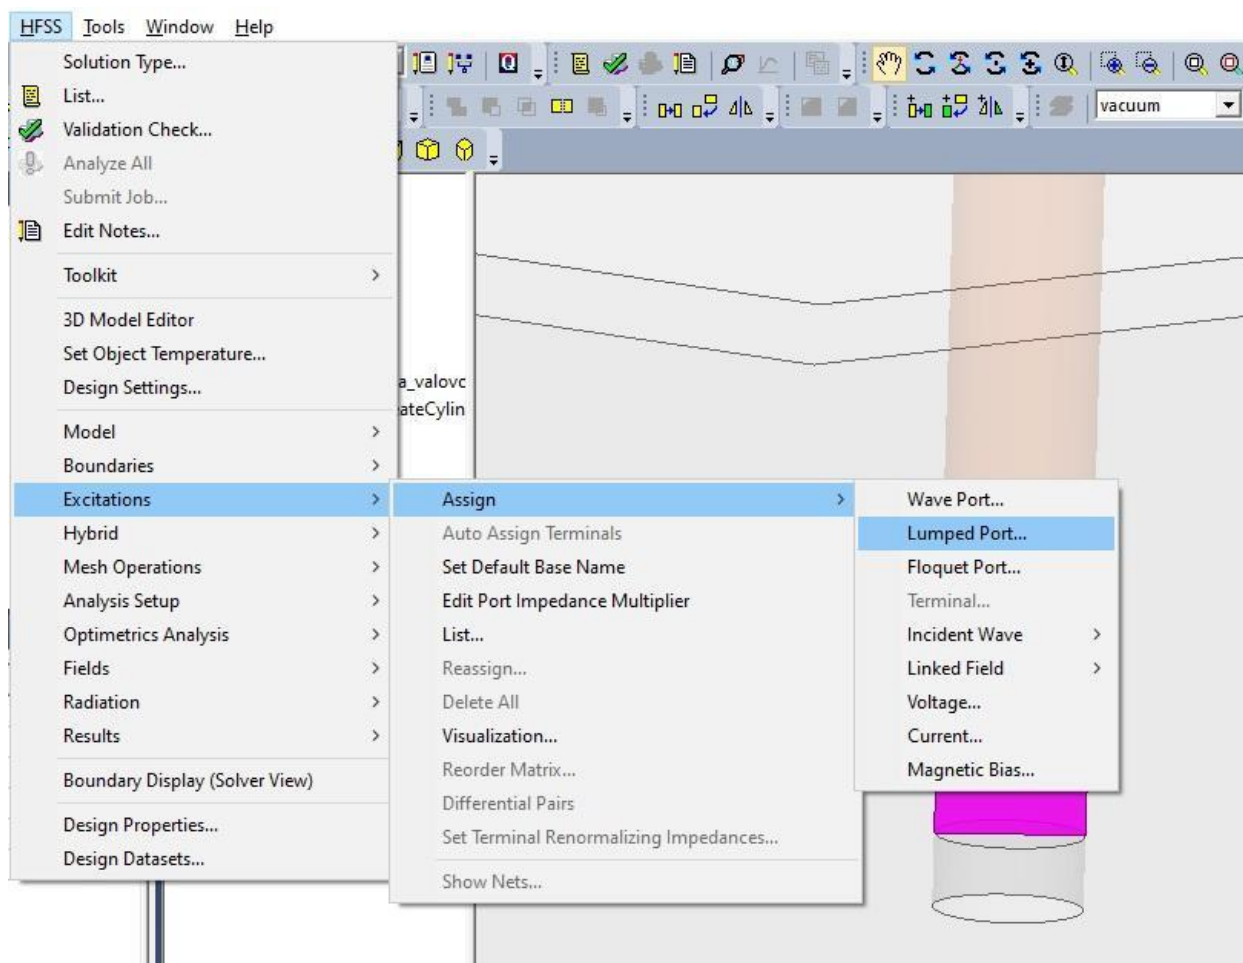 HFSS Tools Window Help
Solution Type...
List...
Validation Check...
Analyze All
Submit Job...
Edit Notes...
Toolkit
3D Model Editor
Set Object Temperature...
Design Settings...
Model
Boundaries
Excitations
Hybrid
Mesh Operations
Analysis Setup
Optimetrics Analysis
Fields
Radiation
Results
Boundary Display (Solver View)
Design Properties...
Design Datasets...
vacuum
a_valovo
ateCylin
Assign
Auto Assign Terminals
Set Default Base Name
Edit Port Impedance Multiplier
List...
Reassign...
Delete All
Visualization...
Reorder Matrix...
Differential Pairs
Set Terminal Renormalizing Impedances...
Show Nets...
Wave Port...
Lumped Port...
Floquet Port...
Terminal...
Incident Wave
Linked Field
Voltage...
Current...
Magnetic Bias...